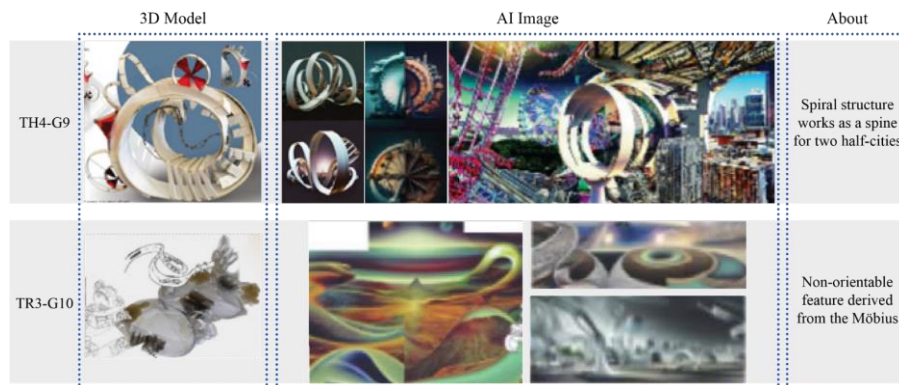 3D Model
AI Image
About
TH4-G9
Spiral structure
works as a spine
for two half-cities
TR3-G10
Non-orientable
feature derived
from the Möbius